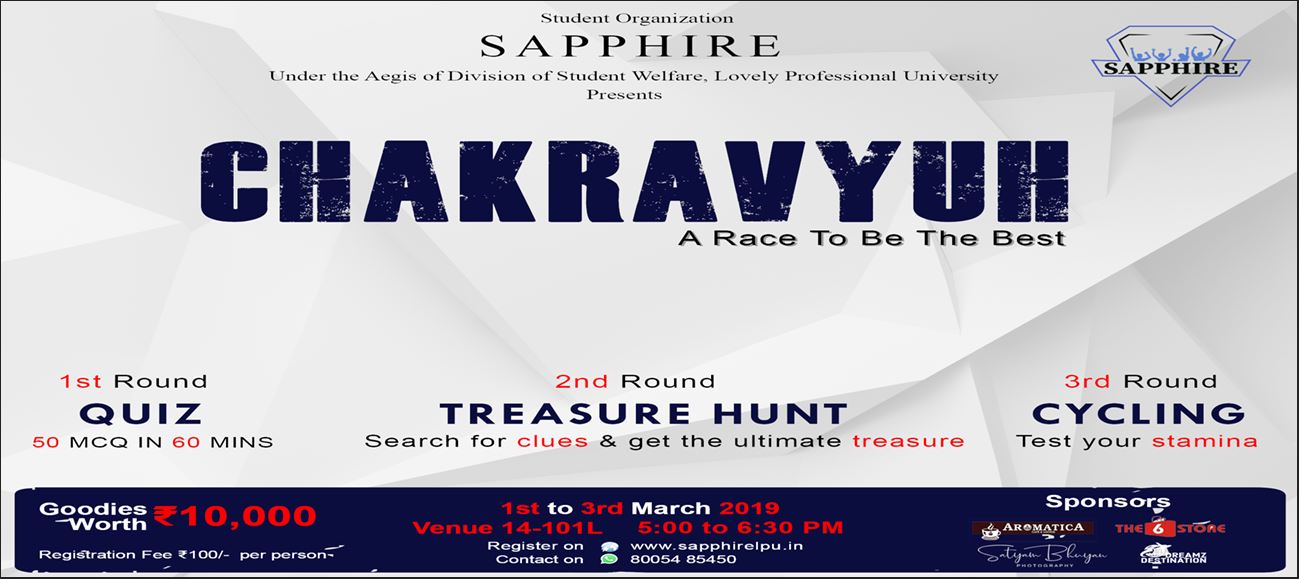 Student Organization
SAPPHIRE
Under the Aegis of Division of Student Welfare, Lovely Professional University
Presents
SAPPHIRE
CHAKRAVYUH
A Race To Be The Best
1st Round
QUIZ
50 MCQ IN 60 MINS
2nd Round
TREASURE HUNT
Search for clues & get the ultimate treasure
3rd Round
CYCLING
Test your stamina
Goodies
Worth ₹10,000
Registration Fee ₹100/- per person
1st to 3rd March 2019
Venue 14-101L 5:00 to 6:30 PM
Register on www.sapphirelpu.in
Contact on 80054 85450
Sponsors
AROMATICA
THE 6 STORE
Satyam Bhuyan
PHOTOGRAPHY
DREAMZ
DESTINATION